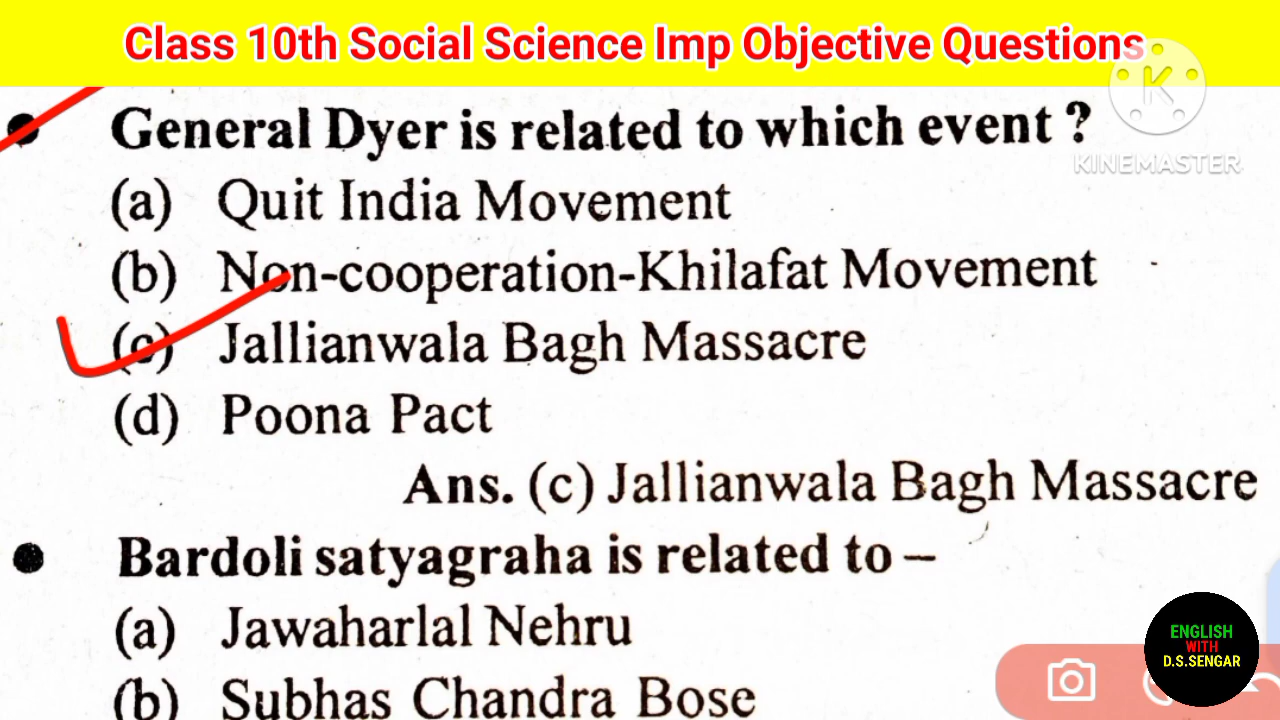 Class 10th Social Science Imp Objective Questions
KINEMASTER
General Dyer is related to which event ?
(a) Quit India Movement
(b) Non-cooperation-Khilafat Movement
(c) Jallianwala Bagh Massacre
(d) Poona Pact
Ans. (c) Jallianwala Bagh Massacre
Bardoli satyagraha is related to –
(a) Jawaharlal Nehru
(b) Subhas Chandra Bose
ENGLISH
WITH
D.S.SENGAR